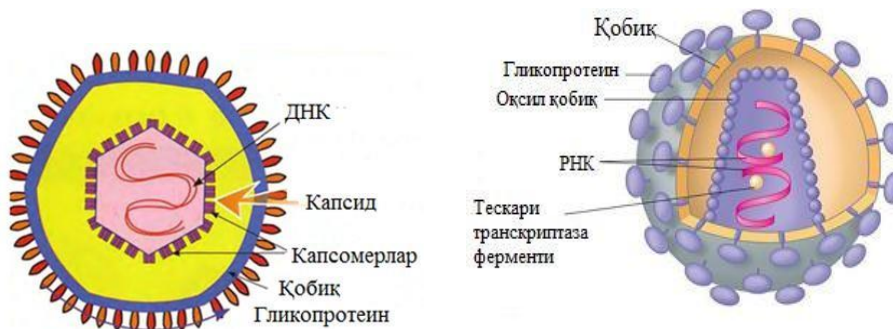 ДНК
Капсид
Капсомерлар
Қобиқ
Гликопротеин
Қобиқ
Гликопротеин
Оқсил қобиқ
РНК
Тескари
транскриптаза
ферменти